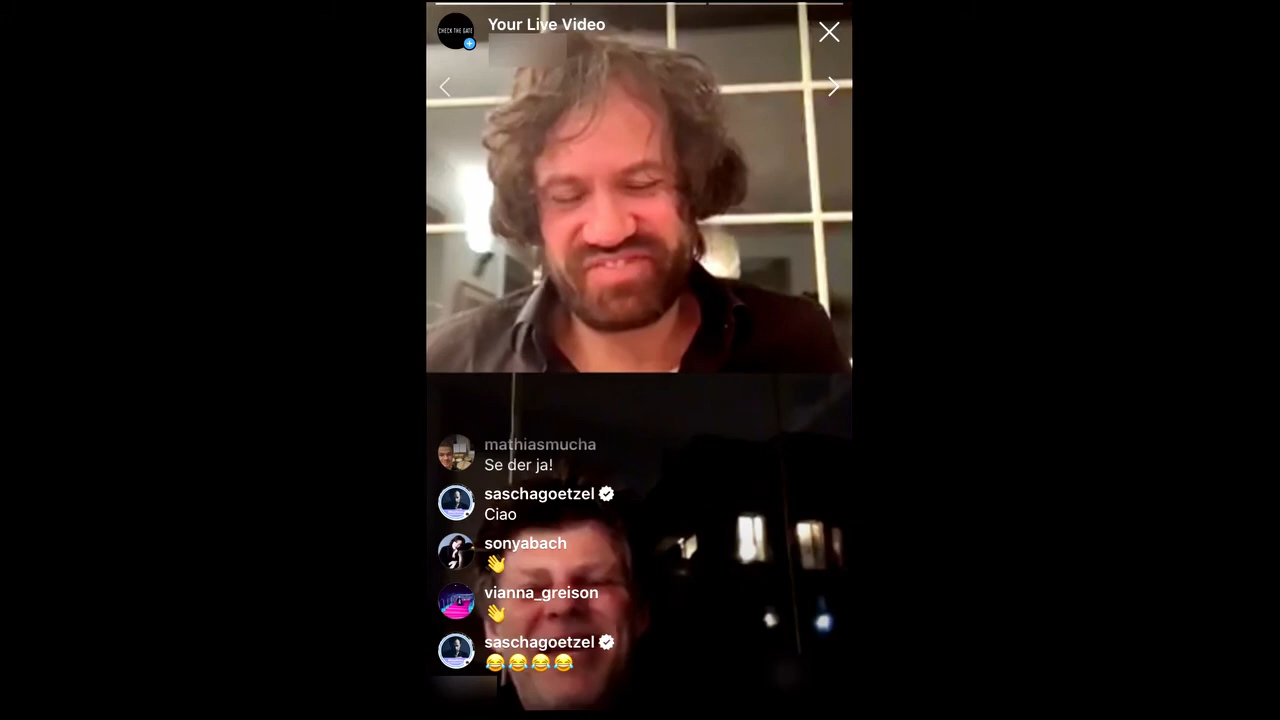 CHECK THE GATE
Your Live Video
mathiasmucha
Se der ja!
saschagoetzel
Ciao
sonyabach
👋
vianna_greison
👋
saschagoetzel
😂😂😂😂